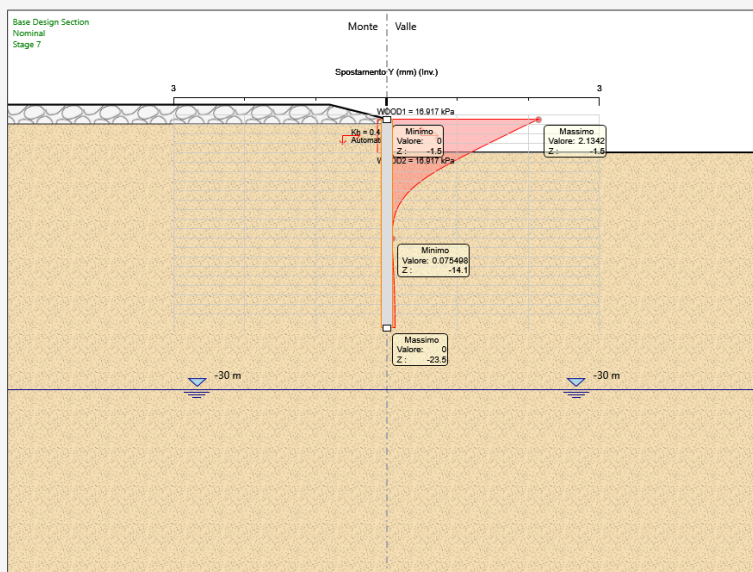 Base Design Section
Nominal
Stage 7
Monte Valle
Spostamento Y (mm) (Inv.)
3 3
WOOD1 = 16.917 kPa
Kh = 0.4
Automati
Minimo
Valore: 0
Z : -1.5
Massimo
Valore: 2.1342
Z : -1.5
WOOD2 = 16.917 kPa
Minimo
Valore: 0.075498
Z : -14.1
Massimo
Valore: 0
Z : -23.5
-30 m -30 m